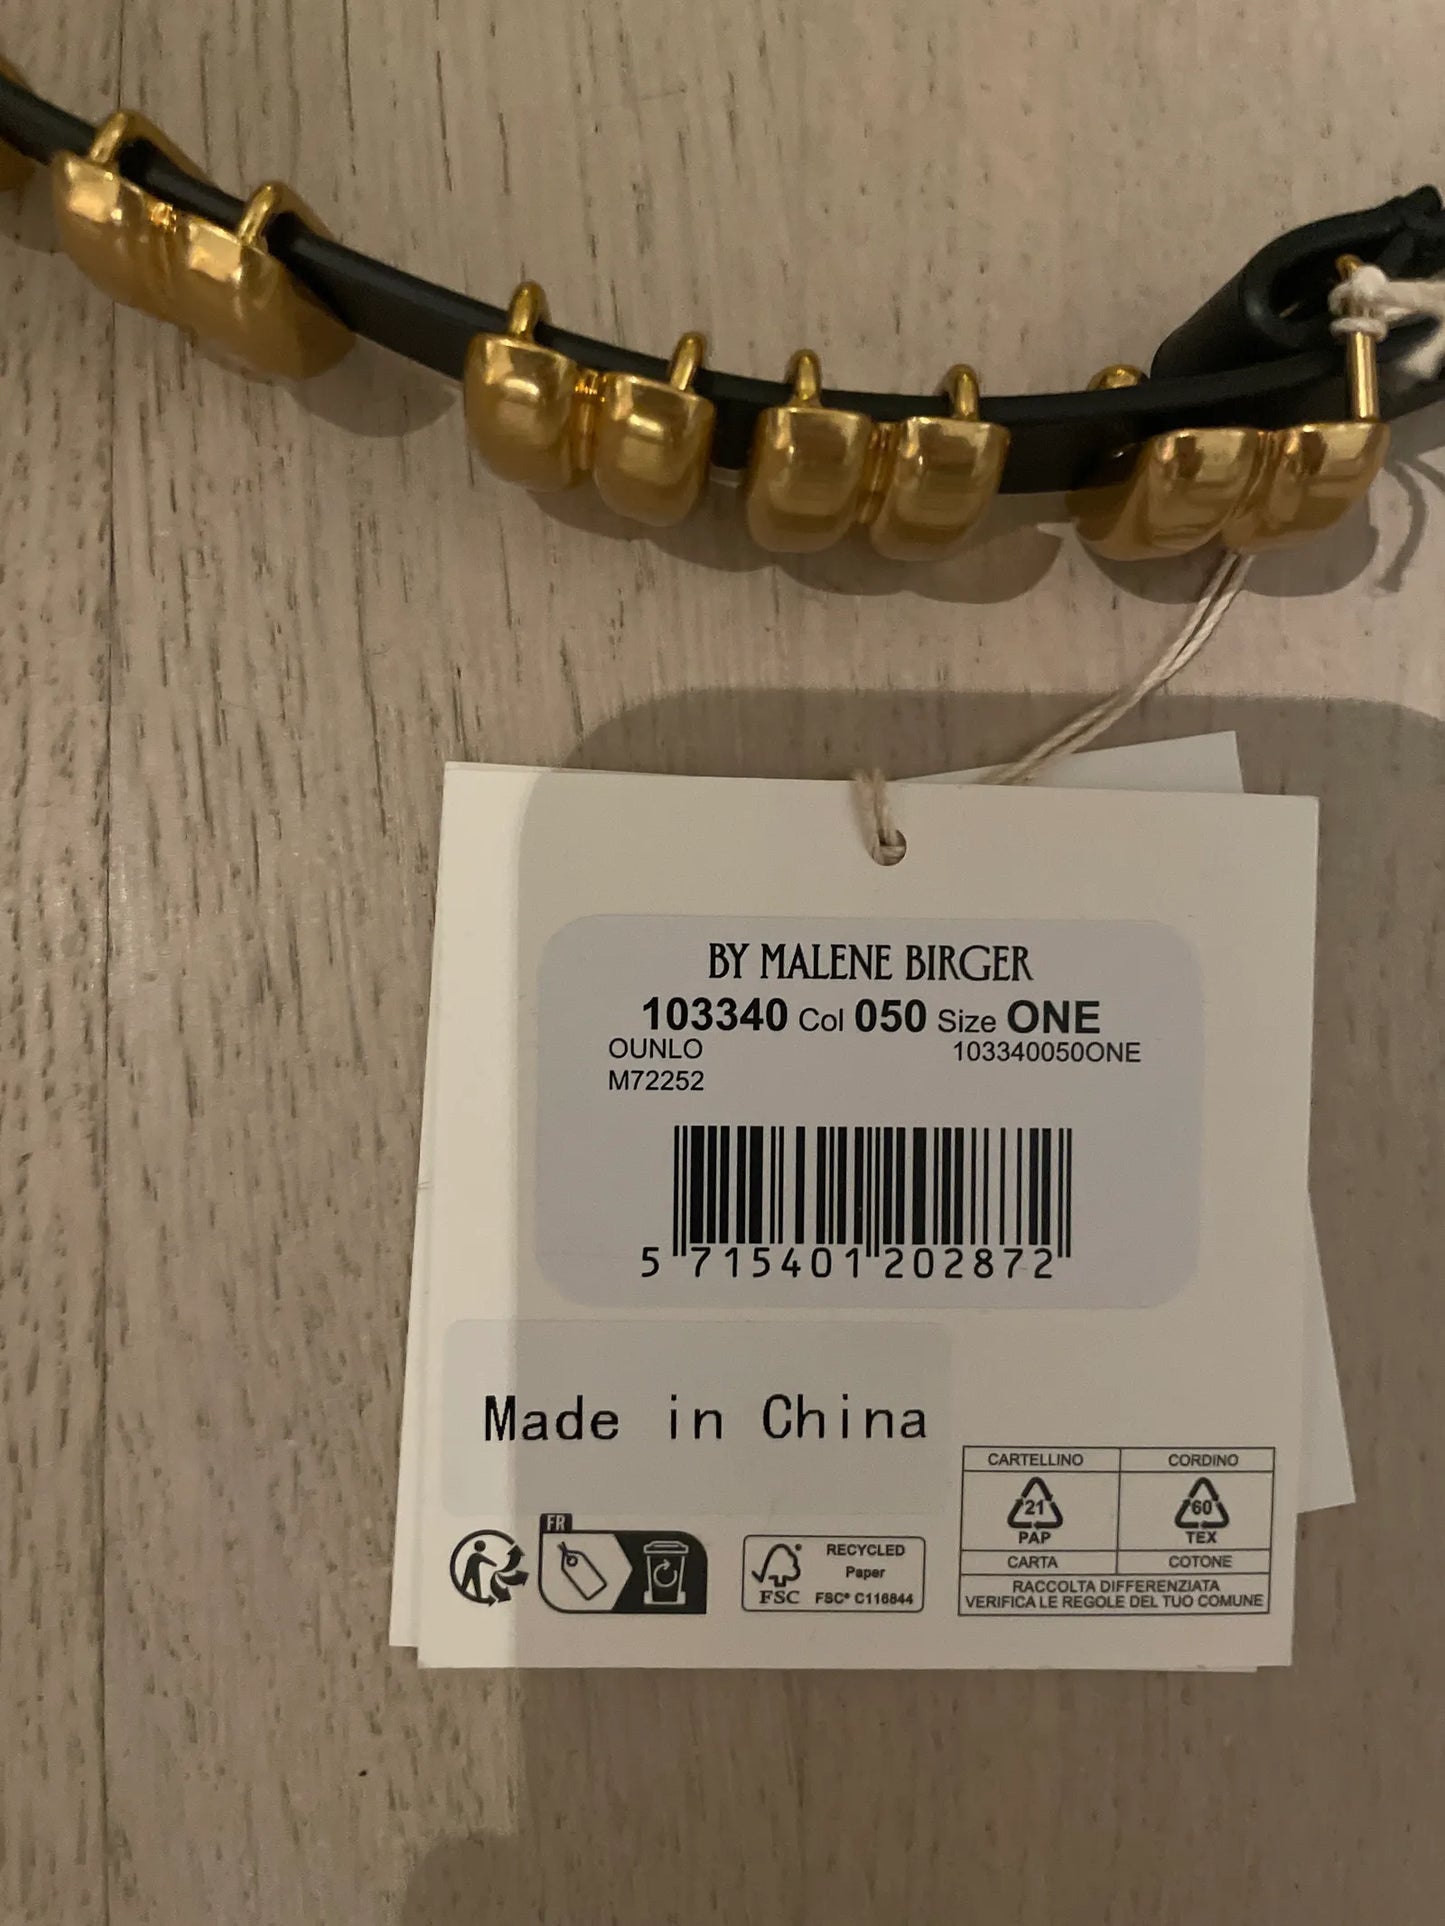 BY MALENE BIRGER
103340 Col 050 Size ONE
OUNLO 103340050ONE
M72252
5 715401 202872
Made in China
FR
RECYCLED
Paper
FSC FSC® C116844
CARTELLINO CORDINO
21 60
PAP TEX
CARTA COTONE
RACCOLTA DIFFERENZIATA
VERIFICA LE REGOLE DEL TUO COMUNE